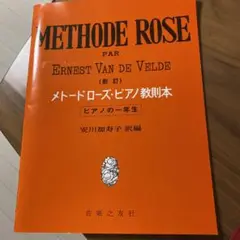 METHODE ROSE
PAR
ERNEST VAN DE VELDE
(新訂)
メトードローズ・ピアノ教則本
ピアノの一年生
安川加寿子 訳編
音楽之友社